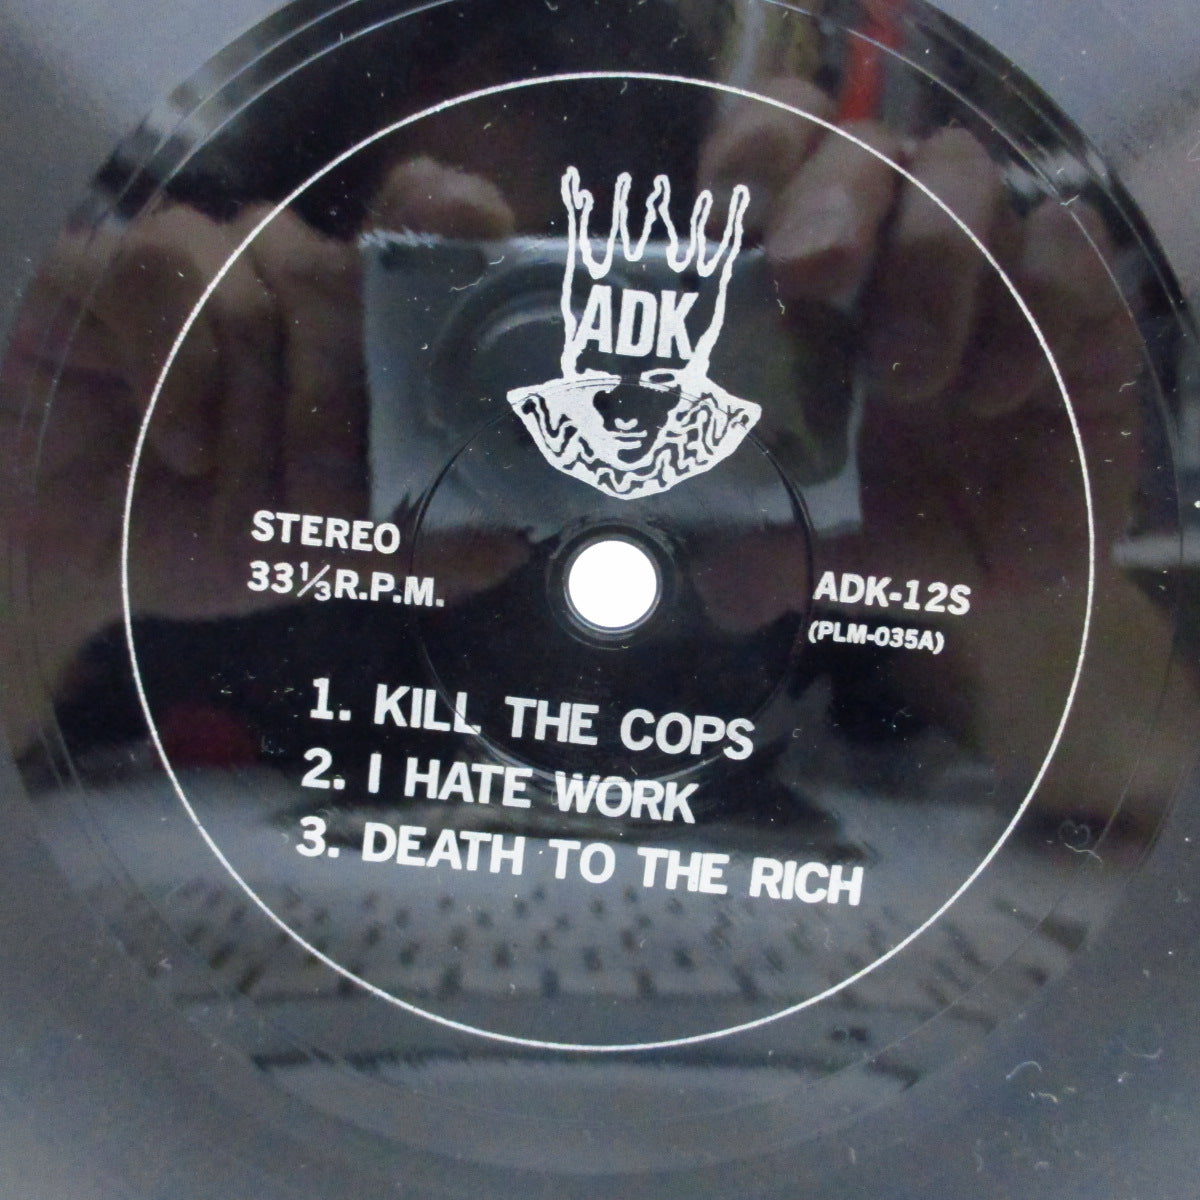 ADK
STEREO
33⅓R.P.M.
ADK-12S
(PLM-035A)
1. KILL THE COPS
2. I HATE WORK
3. DEATH TO THE RICH